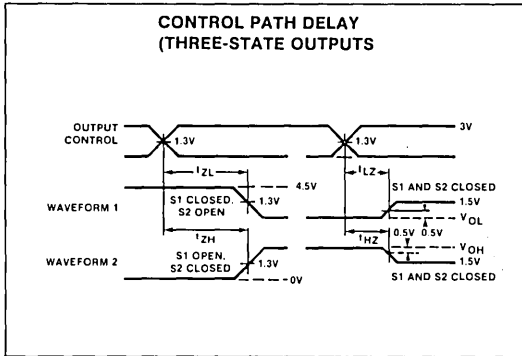 CONTROL PATH DELAY
(THREE-STATE OUTPUTS
OUTPUT
CONTROL
1.3V
1.3V
3V
tZL
tLZ
S1 AND S2 CLOSED
4.5V
WAVEFORM 1
S1 CLOSED,
S2 OPEN
1.3V
1.5V
VOL
0.5V
tZH
tHZ
0.5V
VOH
WAVEFORM 2
S1 OPEN,
S2 CLOSED
1.3V
1.5V
0V
S1 AND S2 CLOSED